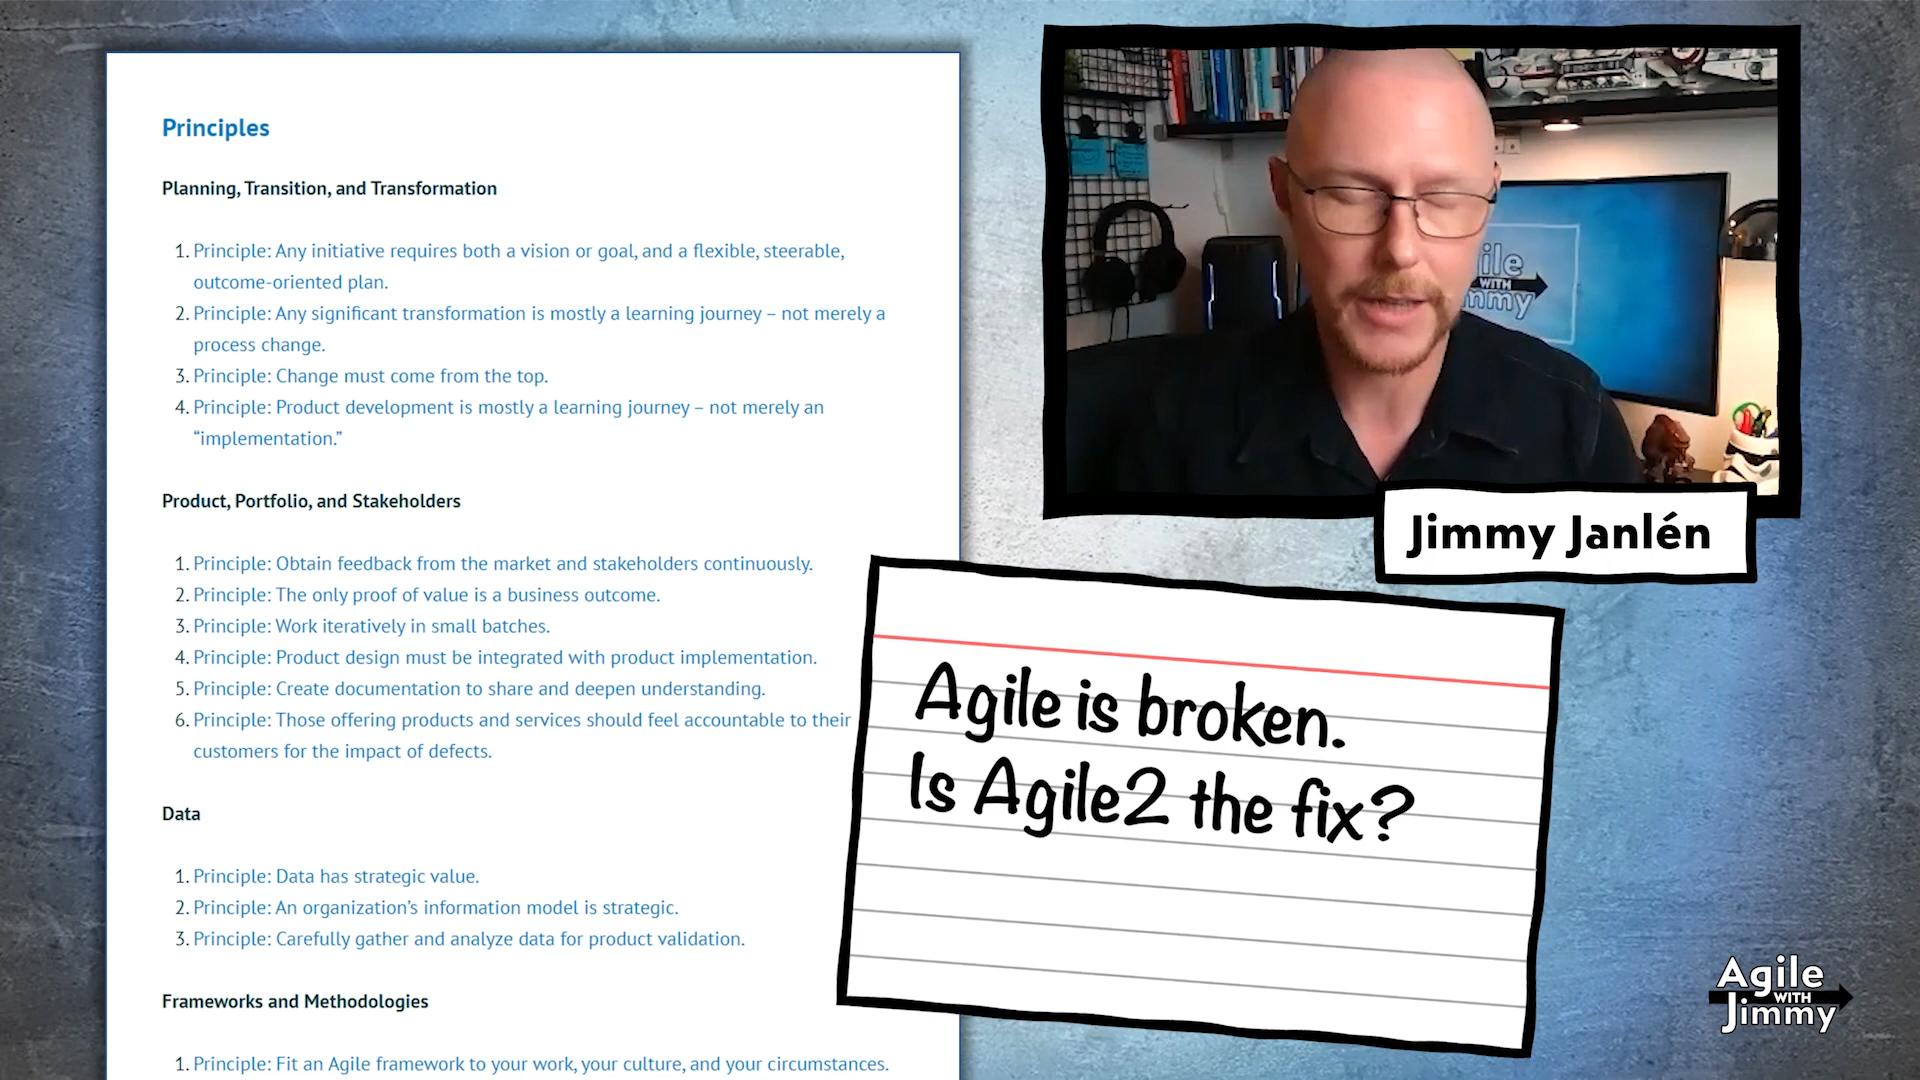 Principles
Planning, Transition, and Transformation
1. Principle: Any initiative requires both a vision or goal, and a flexible, steerable,
outcome-oriented plan.
2. Principle: Any significant transformation is mostly a learning journey – not merely a
process change.
3. Principle: Change must come from the top.
4. Principle: Product development is mostly a learning journey – not merely an
“implementation.”
Product, Portfolio, and Stakeholders
1. Principle: Obtain feedback from the market and stakeholders continuously.
2. Principle: The only proof of value is a business outcome.
3. Principle: Work iteratively in small batches.
4. Principle: Product design must be integrated with product implementation.
5. Principle: Create documentation to share and deepen understanding.
6. Principle: Those offering products and services should feel accountable to their
customers for the impact of defects.
Data
1. Principle: Data has strategic value.
2. Principle: An organization’s information model is strategic.
3. Principle: Carefully gather and analyze data for product validation.
Frameworks and Methodologies
1. Principle: Fit an Agile framework to your work, your culture, and your circumstances.
ile
WITH
mmy
Jimmy Janlén
Agile is broken.
Is Agile2 the fix?
Agile
WITH
Jimmy